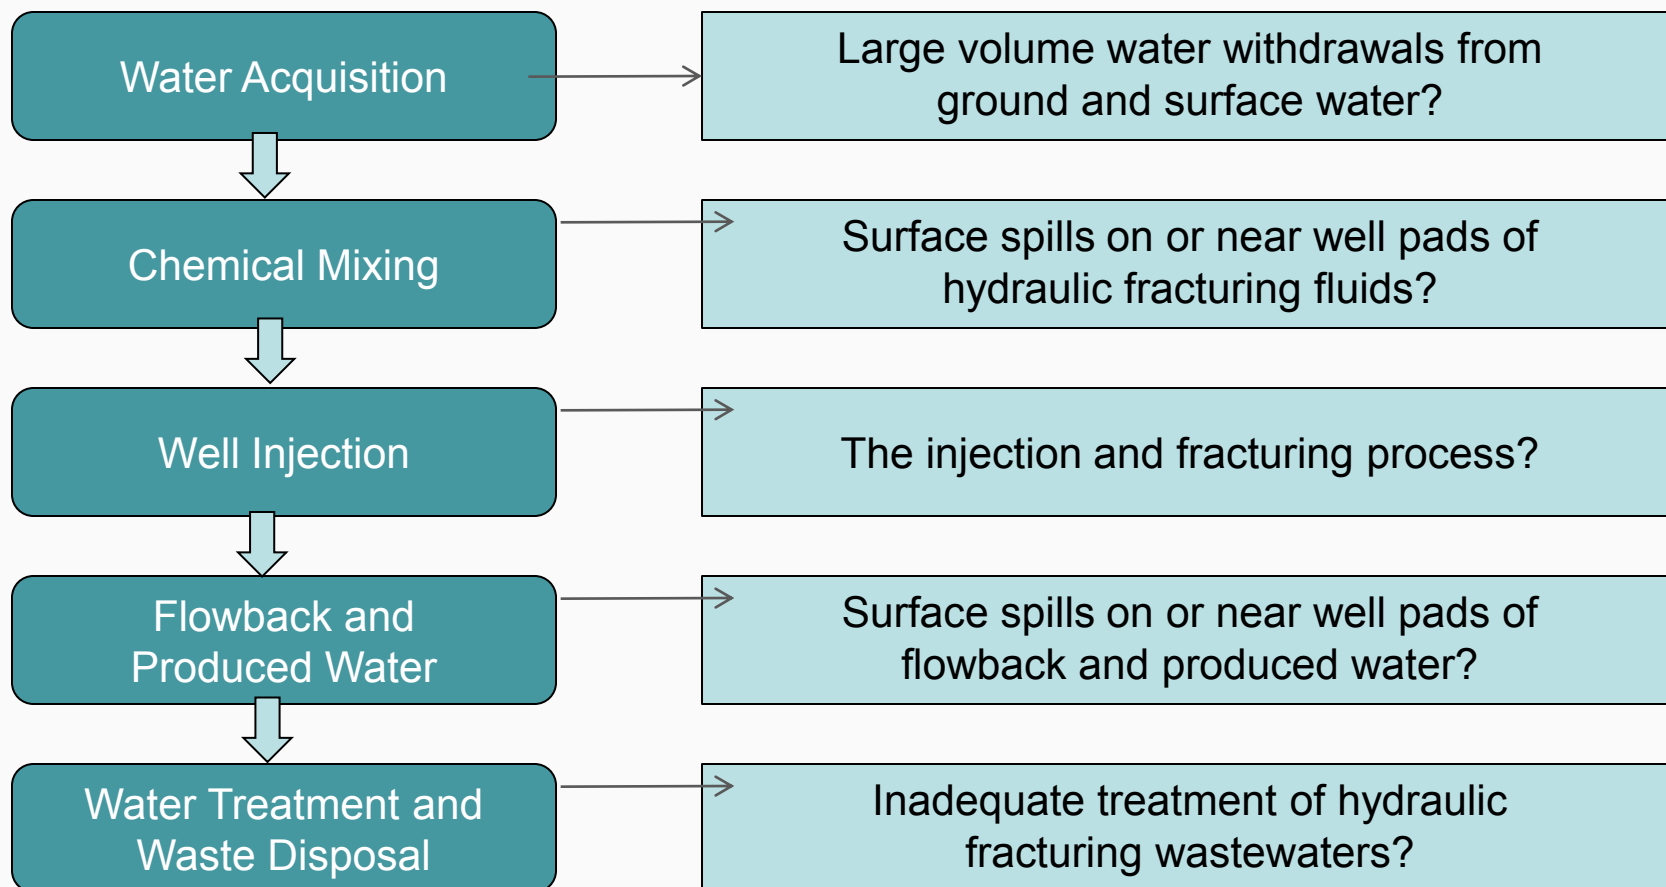 Water Acquisition
Large volume water withdrawals from
ground and surface water?
Chemical Mixing
Surface spills on or near well pads of
hydraulic fracturing fluids?
Well Injection
The injection and fracturing process?
Flowback and
Produced Water
Surface spills on or near well pads of
flowback and produced water?
Water Treatment and
Waste Disposal
Inadequate treatment of hydraulic
fracturing wastewaters?